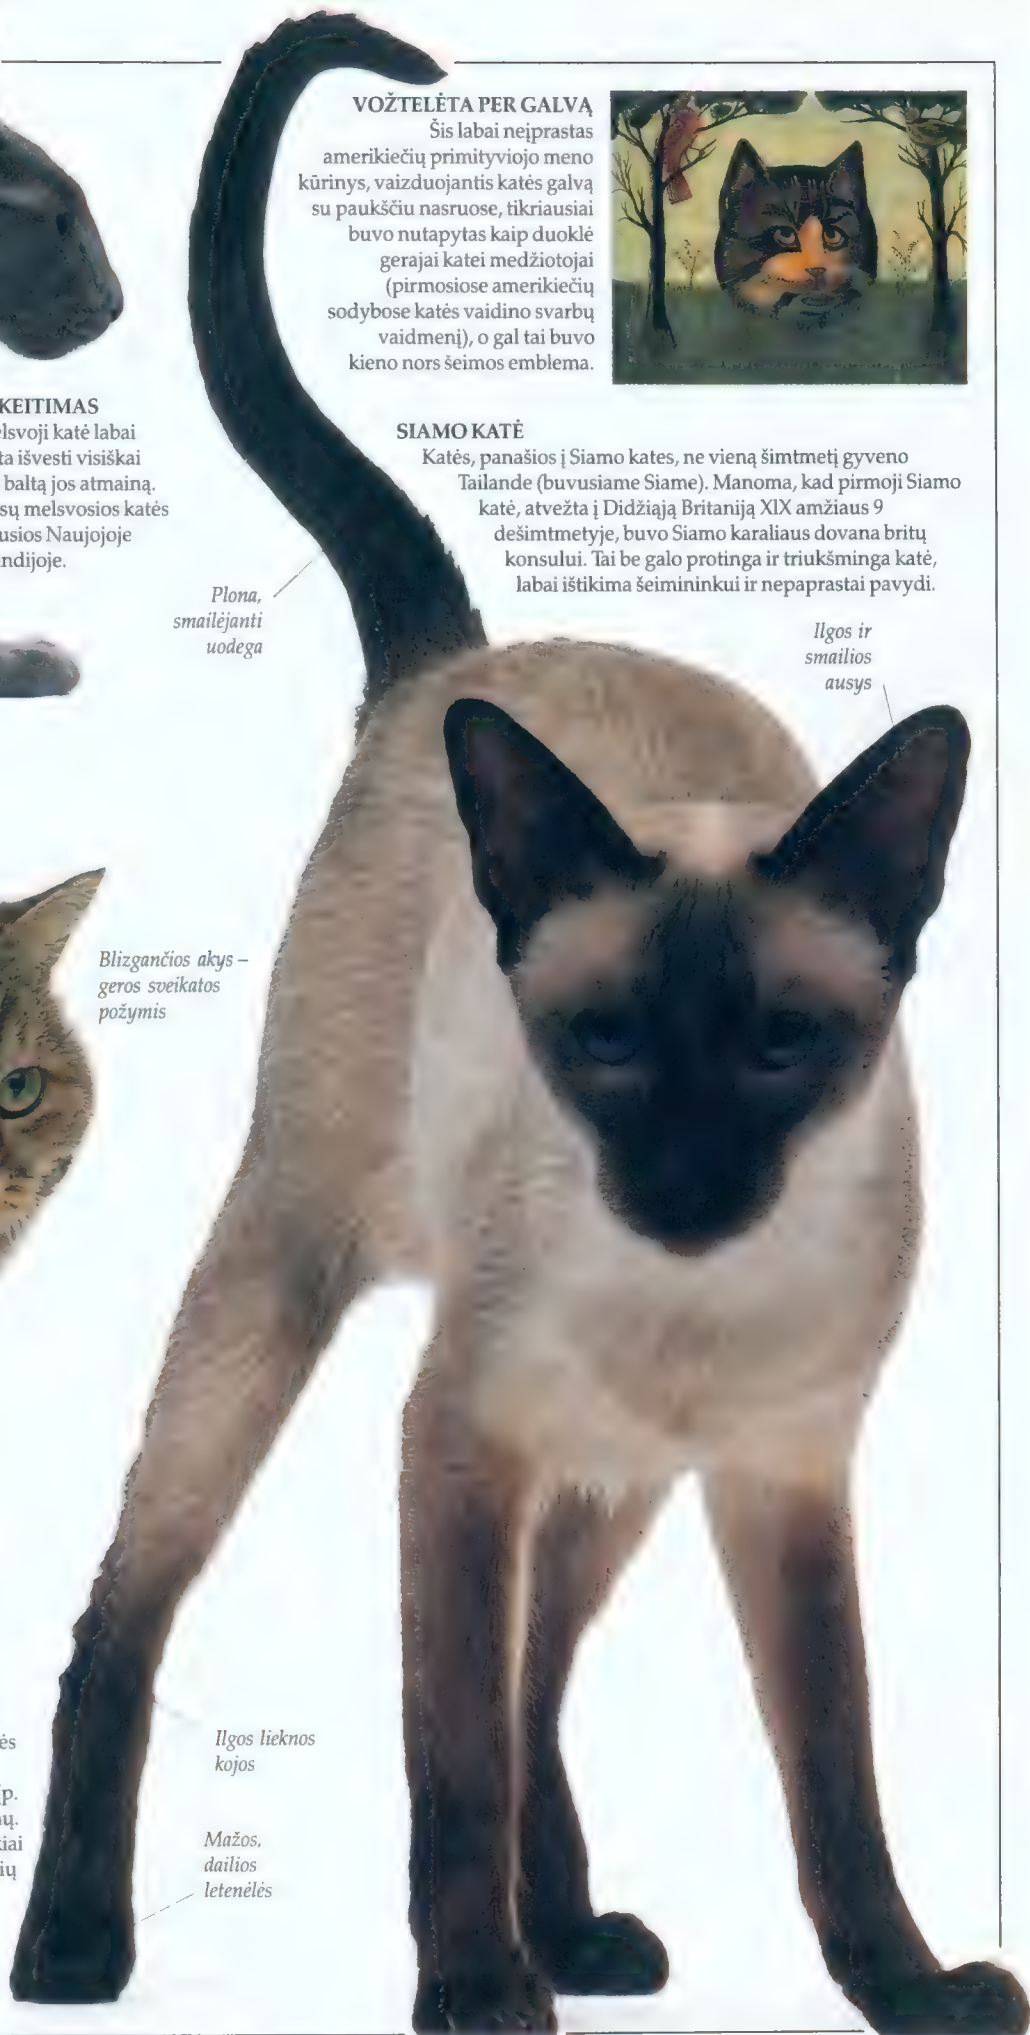 VOŽTELĖTA PER GALVĄ
Šis labai neįprastas
amerikiečių primityviojo meno
kūrinys, vaizduojantis katės galvą
su paukščiu nasruose, tikriausiai
buvo nutapytas kaip duoklė
gerajai katei medžiotojai
(pirmosiose amerikiečių
sodybose katės vaidino svarbų
vaidmenį), o gal tai buvo
kieno nors šeimos emblema.
KEITIMAS
elsvoji katė labai
ta išvesti visiškai
baltą jos atmainą.
sų melsvosios katės
usios Naujojoje
ndijoje.
SIAMO KATĖ
Katės, panašios į Siamo kates, ne vieną šimtmetį gyveno
Tailande (buvusiame Siame). Manoma, kad pirmoji Siamo
katė, atvežta į Didžiąją Britaniją XIX amžiaus 9
dešimtmetyje, buvo Siamo karaliaus dovana britų
konsului. Tai be galo protinga ir triukšminga katė,
labai ištikima šeimininkui ir nepaprastai pavydi.
Plona,
smailėjanti
uodega
Ilgos ir
smailios
ausys
Blizgančios akys –
geros sveikatos
požymis
Ilgos lieknos
kojos
Mažos,
dailios
letenėlės
ės
p.
ų.
iai
ių